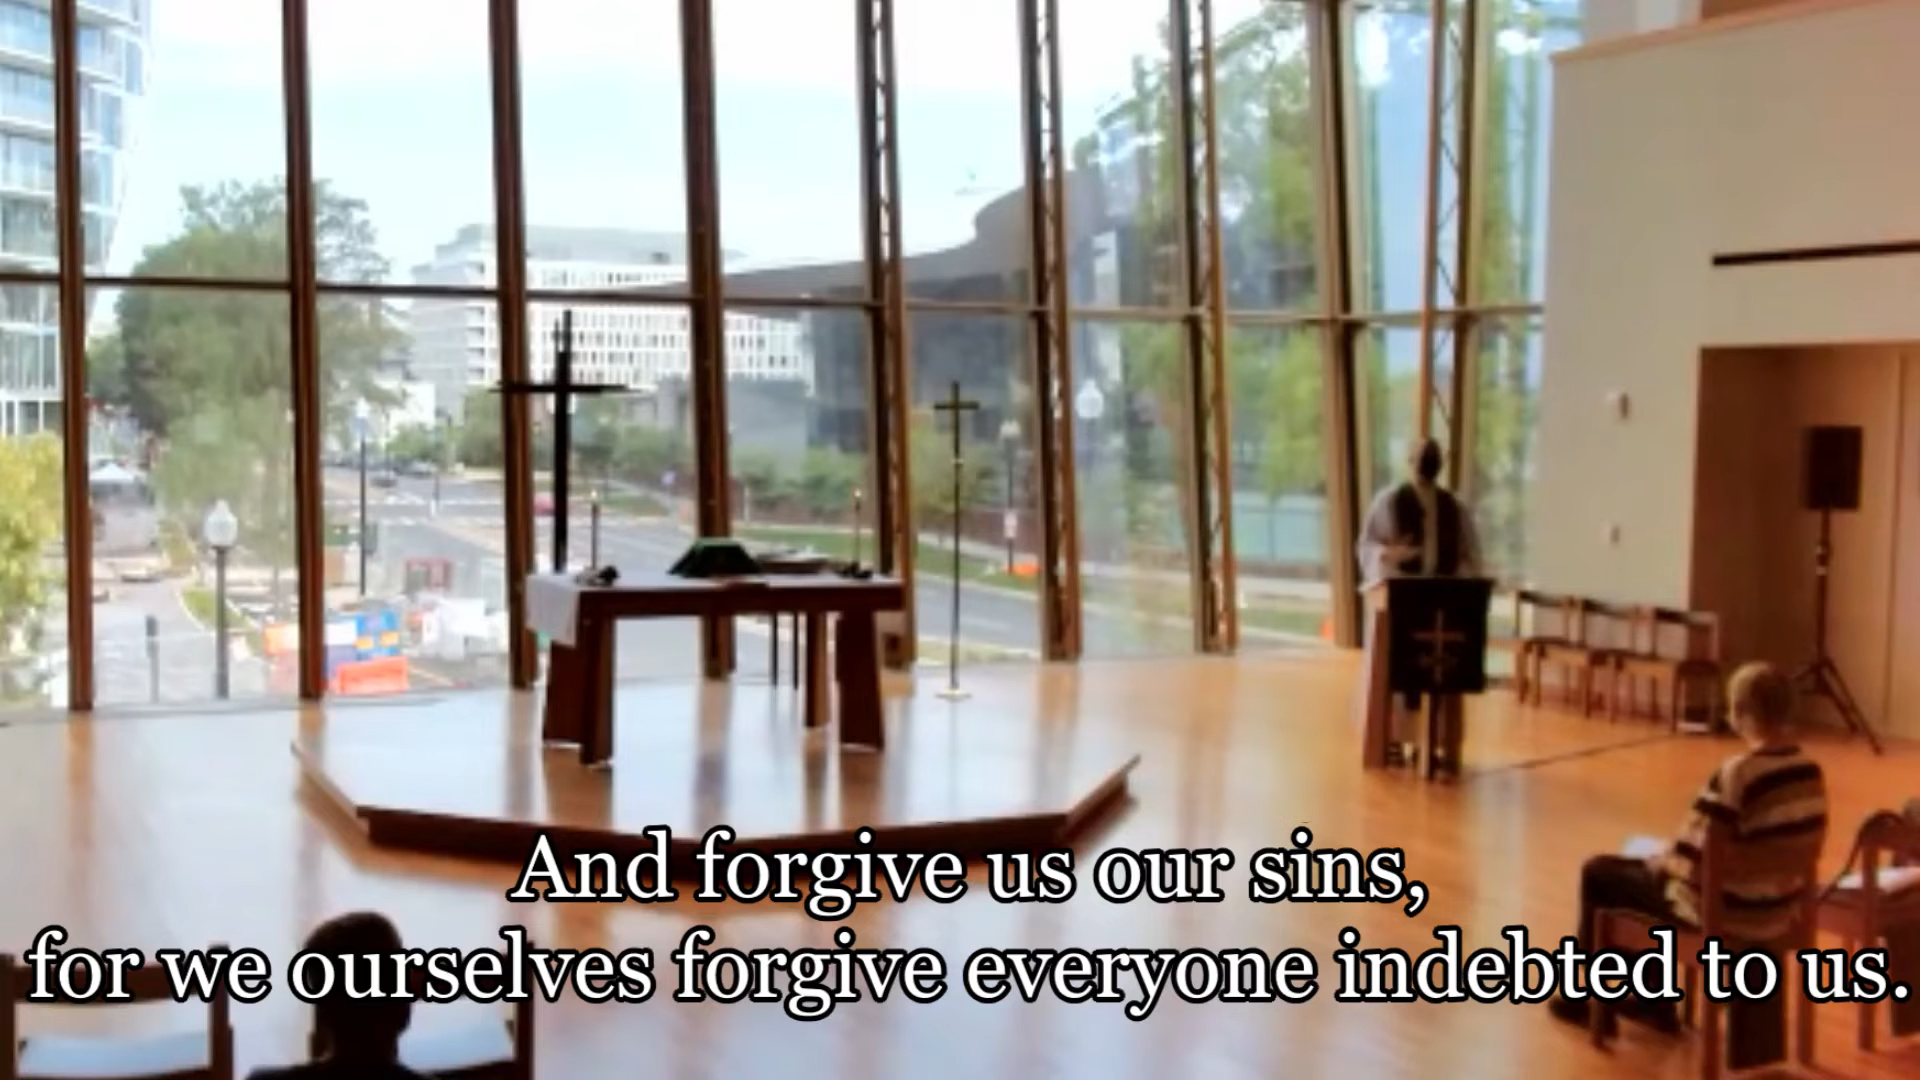 And forgive us our sins,
for we ourselves forgive everyone indebted to us.